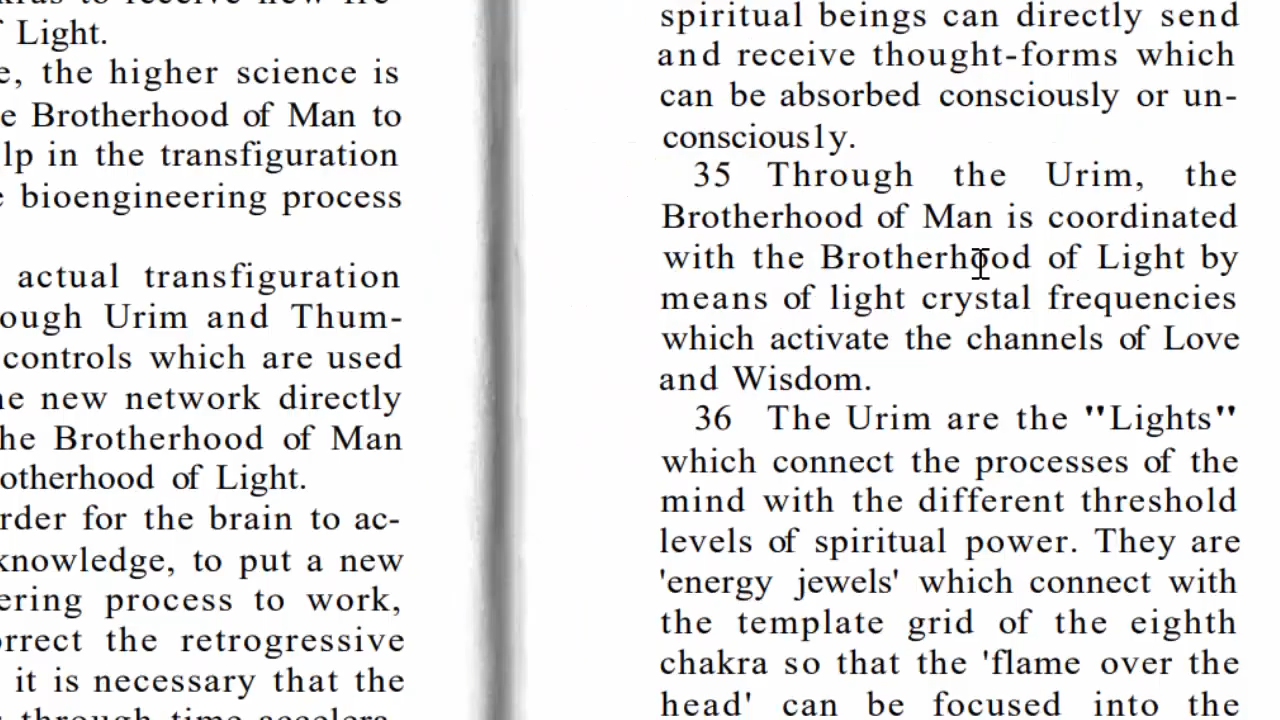 Light.
the higher science is
Brotherhood of Man to
in the transfiguration
bioengineering process
actual transfiguration
Urim and Thum-
controls which are used
new network directly
Brotherhood of Man
of Light.
for the brain to ac-
knowledge, to put a new
process to work,
the retrogressive
it is necessary that the
through time accelera-
spiritual beings can directly send
and receive thought-forms which
can be absorbed consciously or un-
consciously.
35 Through the Urim, the
Brotherhood of Man is coordinated
with the Brotherhood of Light by
means of light crystal frequencies
which activate the channels of Love
and Wisdom.
36 The Urim are the "Lights"
which connect the processes of the
mind with the different threshold
levels of spiritual power. They are
'energy jewels' which connect with
the template grid of the eighth
chakra so that the 'flame over the
head' can be focused into the